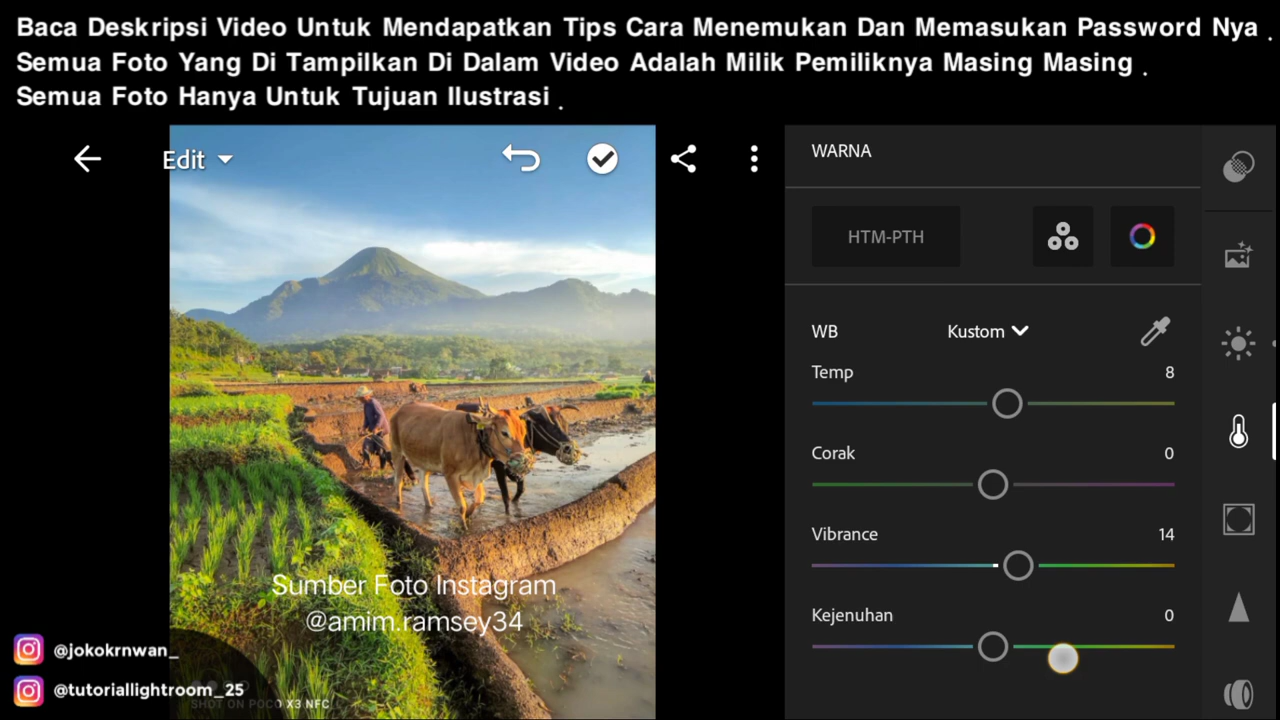 Baca Deskripsi Video Untuk Mendapatkan Tips Cara Menemukan Dan Memasukan Password Nya .
Semua Foto Yang Di Tampilkan Di Dalam Video Adalah Milik Pemiliknya Masing Masing .
Semua Foto Hanya Untuk Tujuan Ilustrasi .
Edit
WARNA
HTM-PTH
WB Kustom
Temp 8
Corak 0
Vibrance 14
Kejenuhan 0
Sumber Foto Instagram
@amim.ramsey34
@jokokrnwan_
@tutoriallightroom_25
SHOT ON POCO X3 NFC